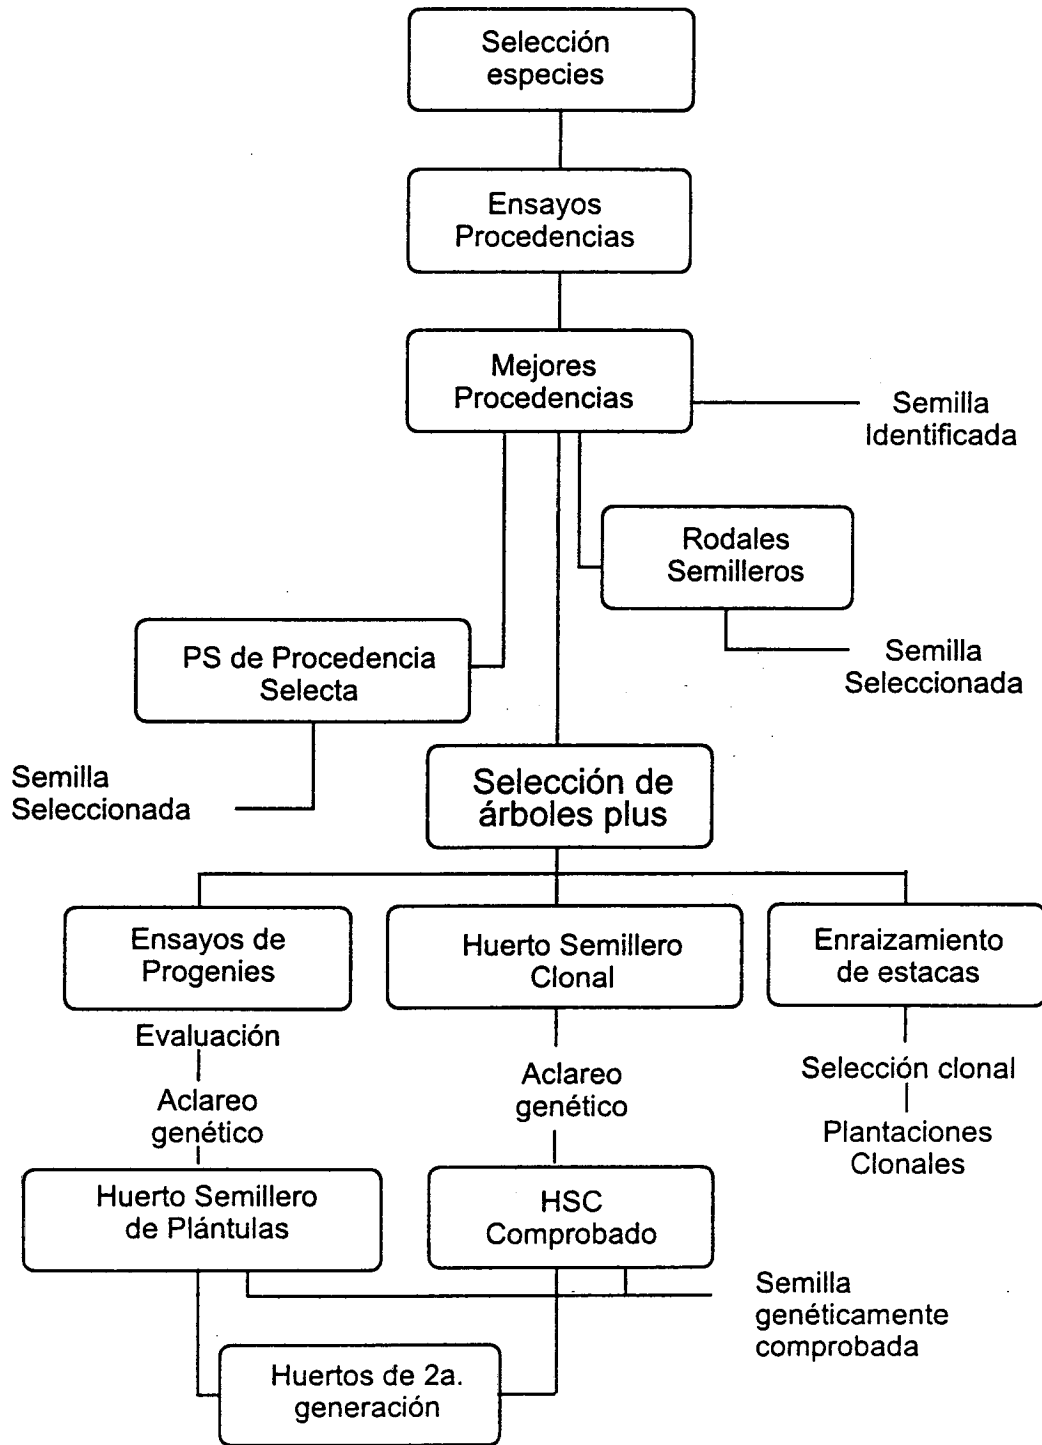 Selección
especies
Ensayos
Procedencias
Mejores
Procedencias
Semilla
Identificada
Rodales
Semilleros
PS de Procedencia
Selecta
Semilla
Seleccionada
Semilla
Seleccionada
Selección de
árboles plus
Ensayos de
Progenies
Huerto Semillero
Clonal
Enraizamiento
de estacas
Evaluación
Aclareo
genético
Aclareo
genético
Selección clonal
Plantaciones
Clonales
Huerto Semillero
de Plántulas
HSC
Comprobado
Semilla
genéticamente
comprobada
Huertos de 2a.
generación